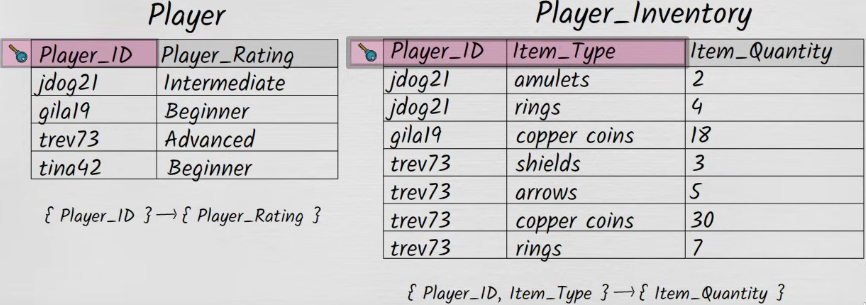 Player
Player_ID Player_Rating
jdog21 Intermediate
gila19 Beginner
trev73 Advanced
tina42 Beginner
{ Player_ID } → { Player_Rating }
Player_Inventory
Player_ID Item_Type Item_Quantity
jdog21 amulets 2
jdog21 rings 4
gila19 copper coins 18
trev73 shields 3
trev73 arrows 5
trev73 copper coins 30
trev73 rings 7
{ Player_ID, Item_Type } → { Item_Quantity }